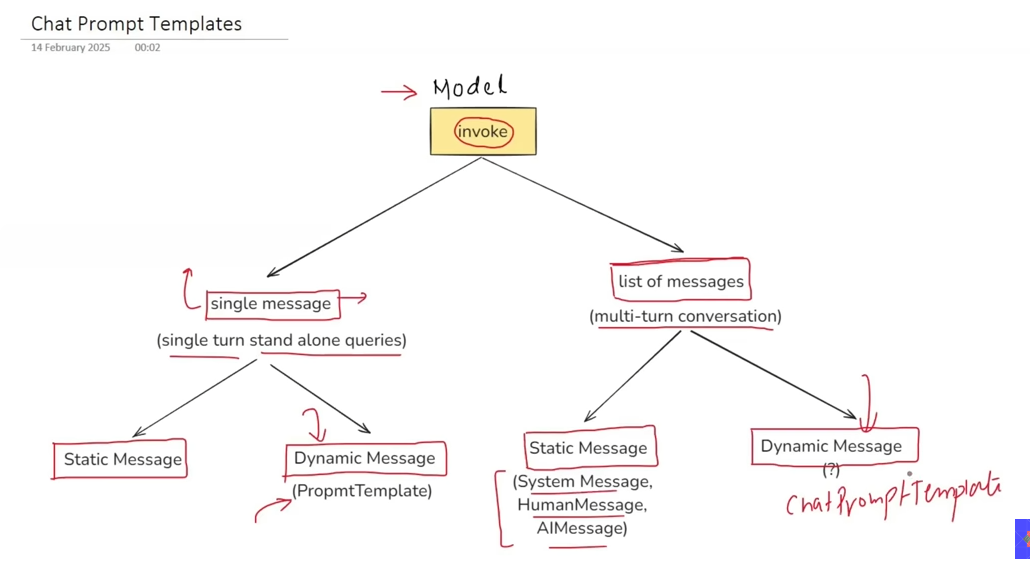 Chat Prompt Templates
14 February 2025 00:02
Model
invoke
single message
(single turn stand alone queries)
list of messages
(multi-turn conversation)
Static Message
Dynamic Message
(PropmtTemplate)
Static Message
(System Message,
HumanMessage,
AIMessage)
Dynamic Message
(?)
ChatPromptTemplate